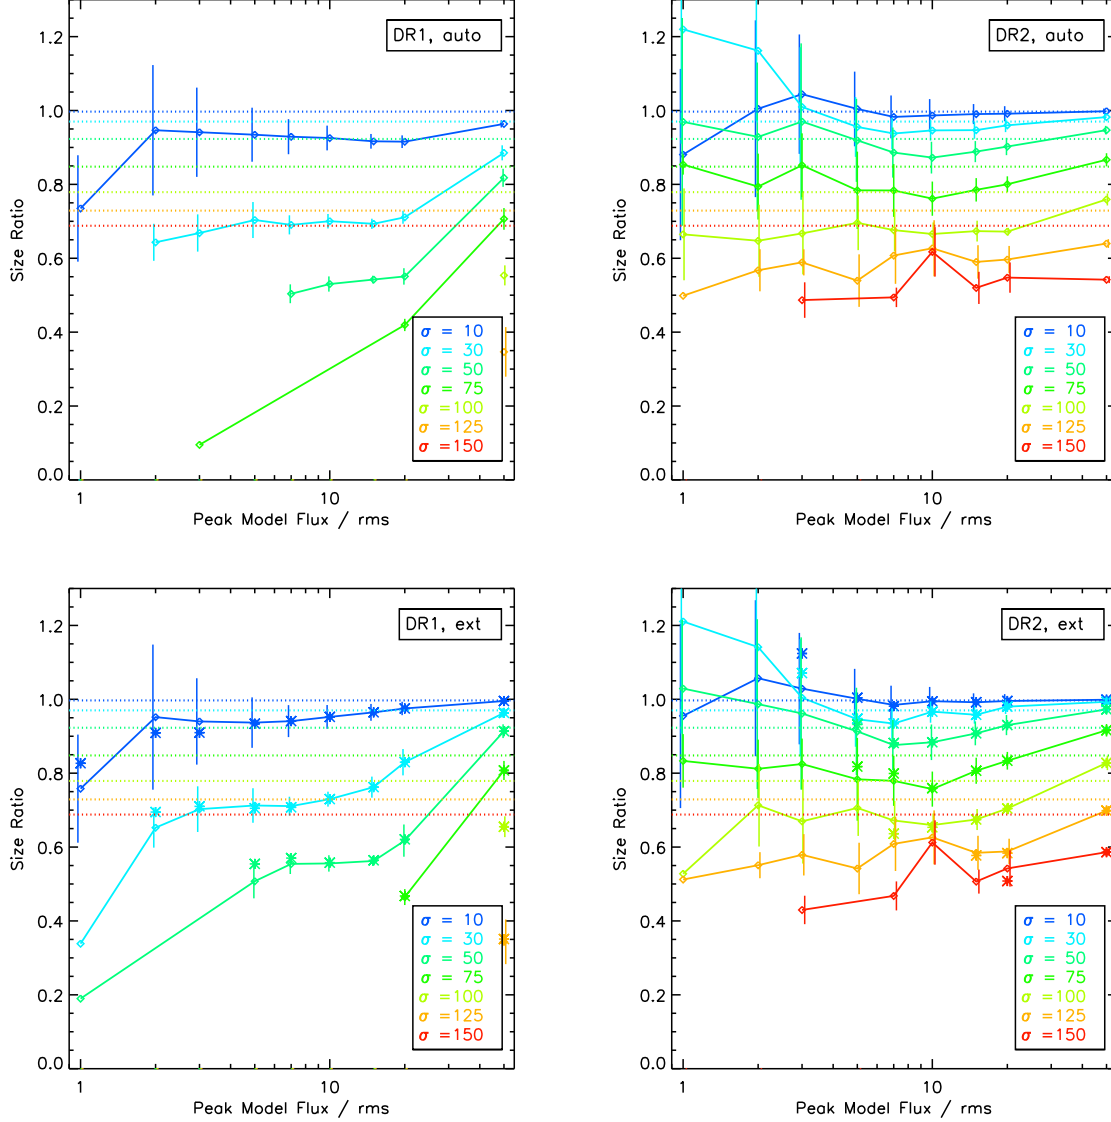 DR1, auto
Size Ratio
1.2
1.0
0.8
0.6
0.4
0.2
0.0
σ = 10
σ = 30
σ = 50
σ = 75
σ =100
σ =125
σ =150
1 10
Peak Model Flux / rms
DR2, auto
Size Ratio
1.2
1.0
0.8
0.6
0.4
0.2
0.0
σ = 10
σ = 30
σ = 50
σ = 75
σ =100
σ =125
σ =150
1 10
Peak Model Flux / rms
DR1, ext
Size Ratio
1.2
1.0
0.8
0.6
0.4
0.2
0.0
σ = 10
σ = 30
σ = 50
σ = 75
σ =100
σ =125
σ =150
1 10
Peak Model Flux / rms
DR2, ext
Size Ratio
1.2
1.0
0.8
0.6
0.4
0.2
0.0
σ = 10
σ = 30
σ = 50
σ = 75
σ =100
σ =125
σ =150
1 10
Peak Model Flux / rms